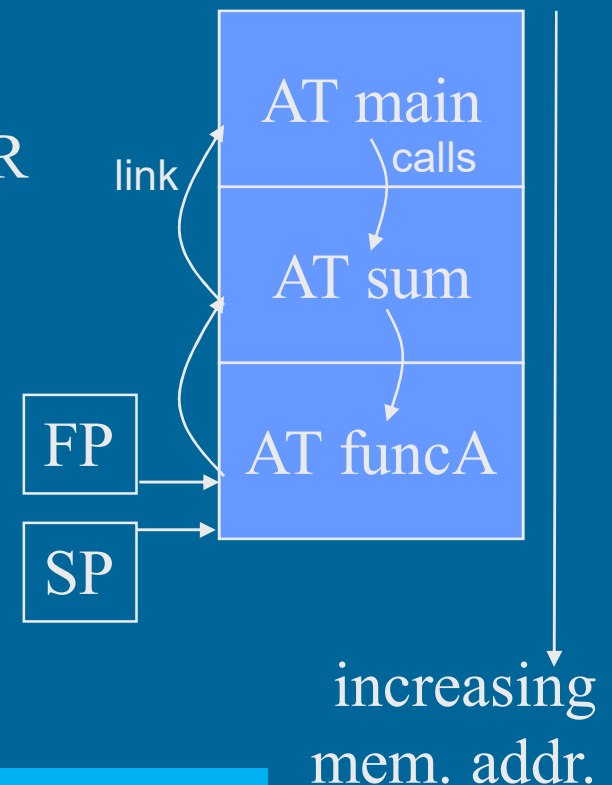 AT main
R
link
calls
AT sum
FP
AT funcA
SP
increasing
mem. addr.